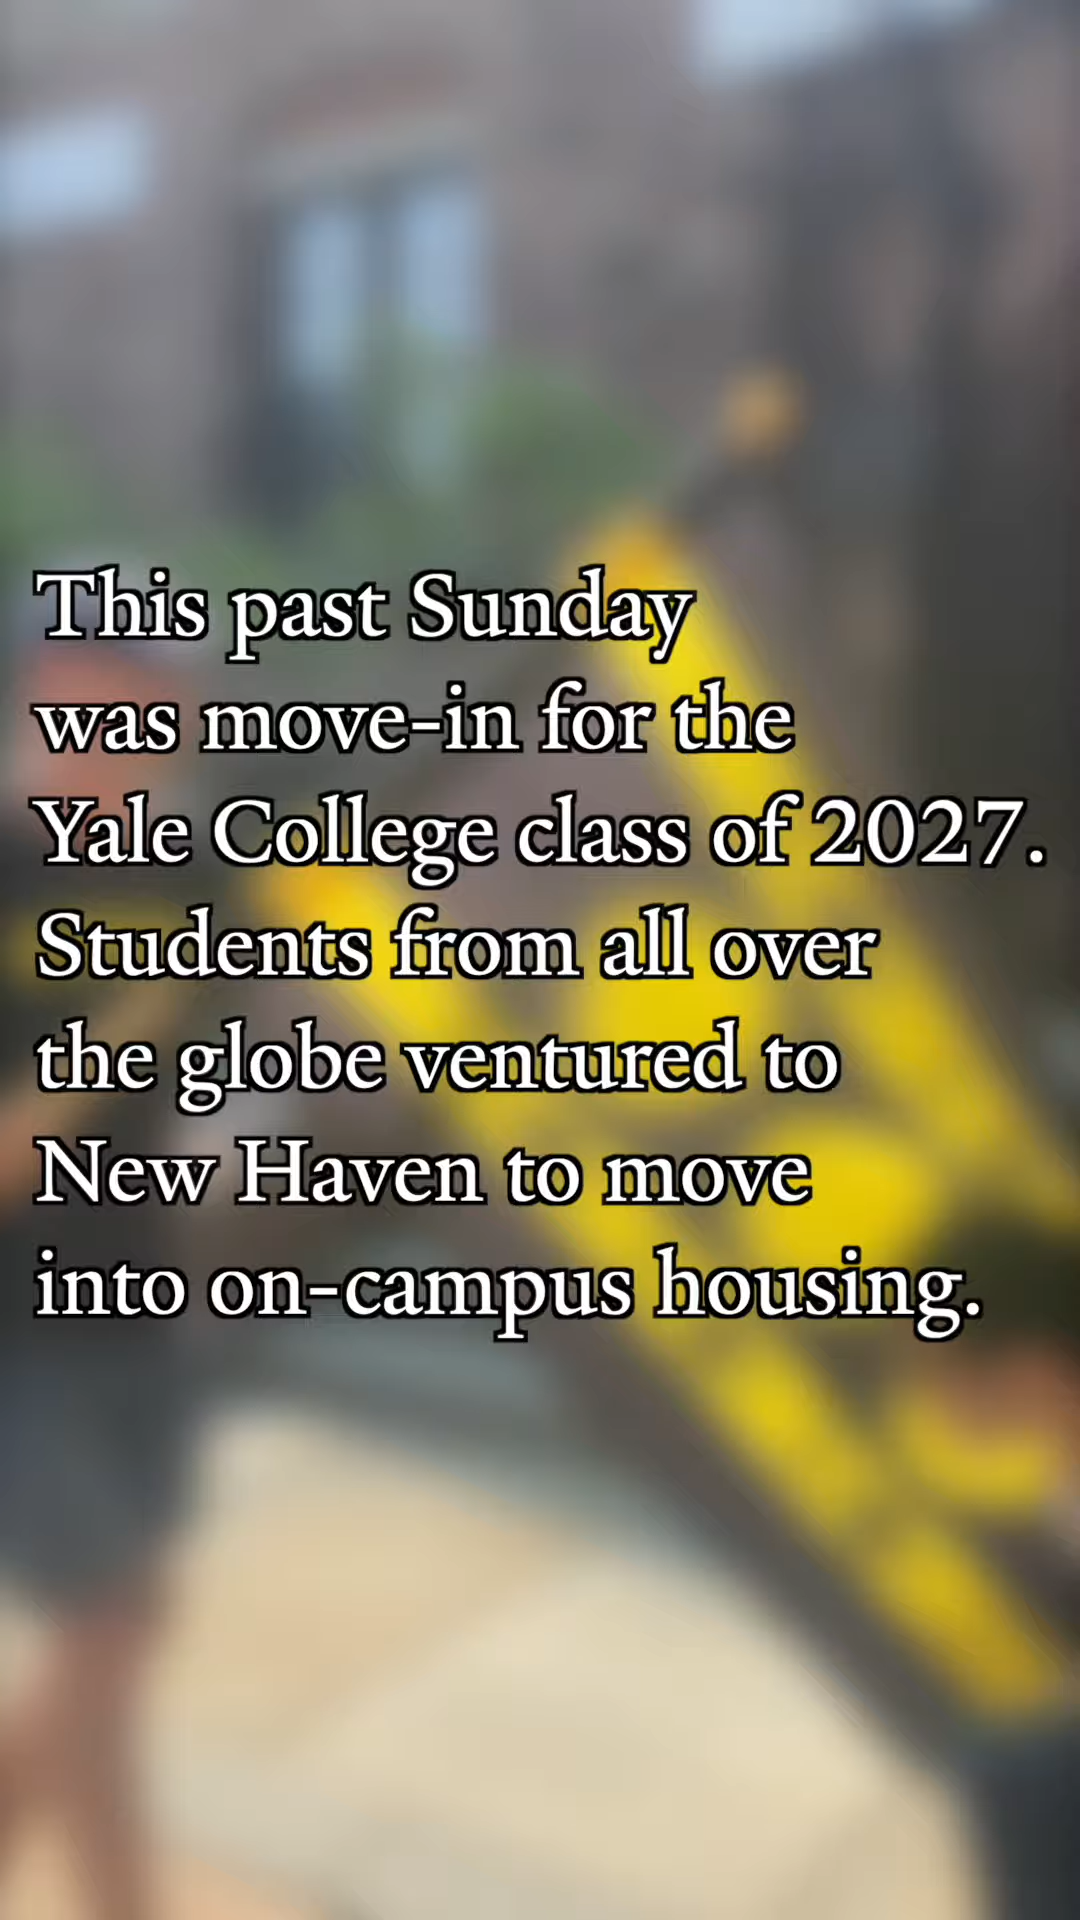 This past Sunday
was move-in for the
Yale College class of 2027.
Students from all over
the globe ventured to
New Haven to move
into on-campus housing.